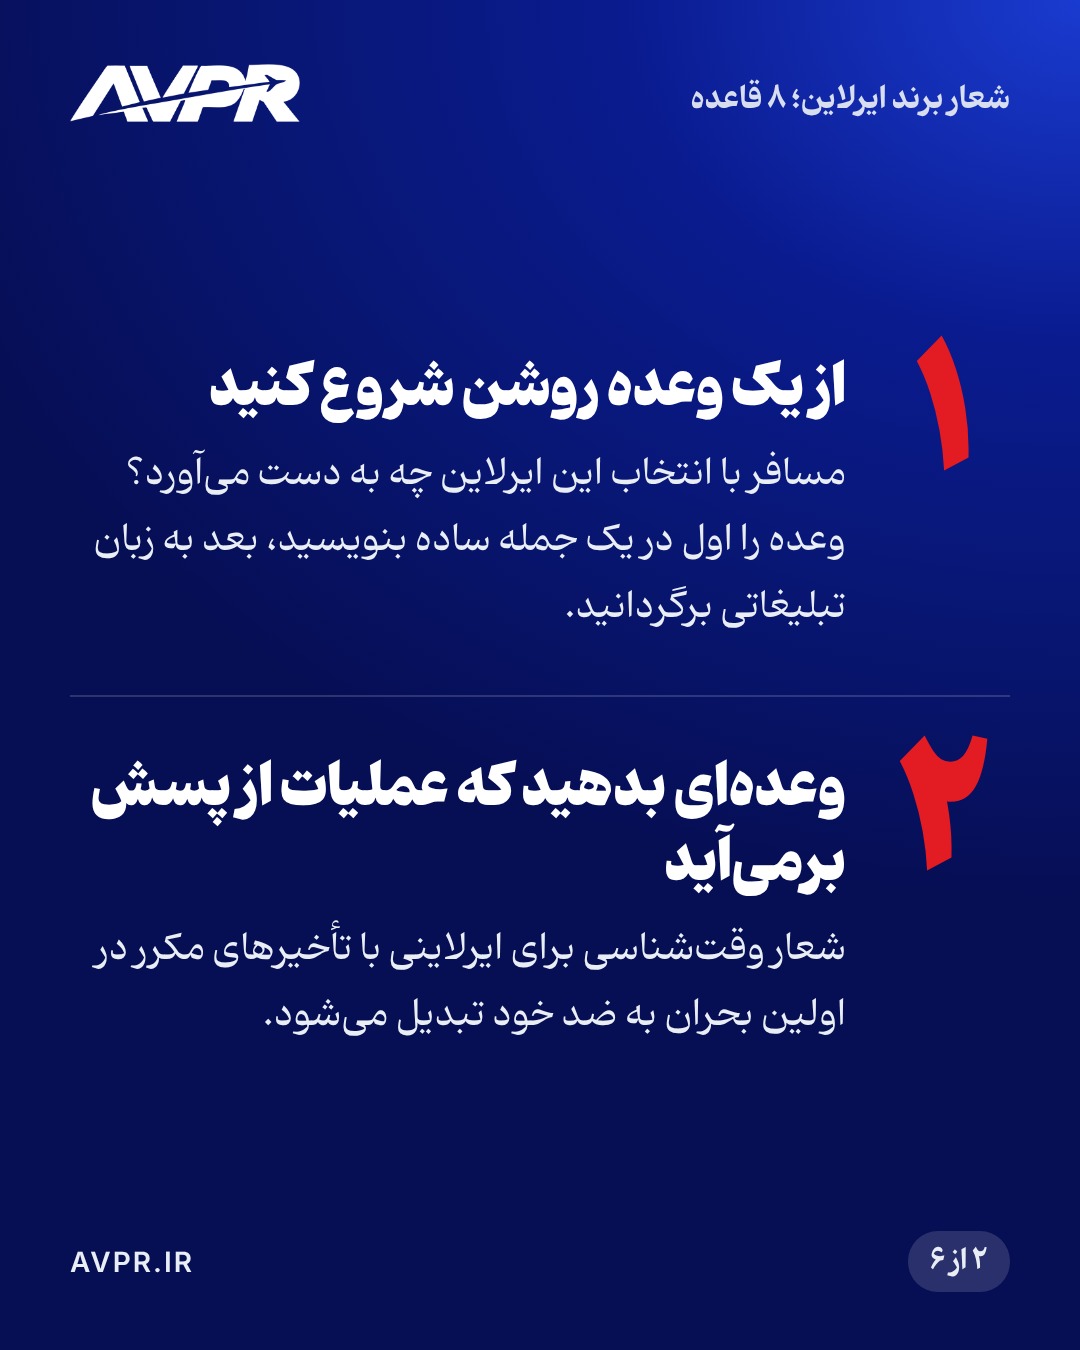 شعار برند ایرلاین؛ ۸ قاعده
AVPR
۱
از یک وعده روشن شروع کنید
مسافر با انتخاب این ایرلاین چه به دست می‌آورد؟
وعده را اول در یک جمله ساده بنویسید، بعد به زبان
تبلیغاتی برگردانید.
۲
وعده‌ای بدهید که عملیات از پسش
برمی‌آید
شعار وقت‌شناسی برای ایرلاینی با تأخیرهای مکرر در
اولین بحران به ضد خود تبدیل می‌شود.
۲ از ۶
AVPR.IR